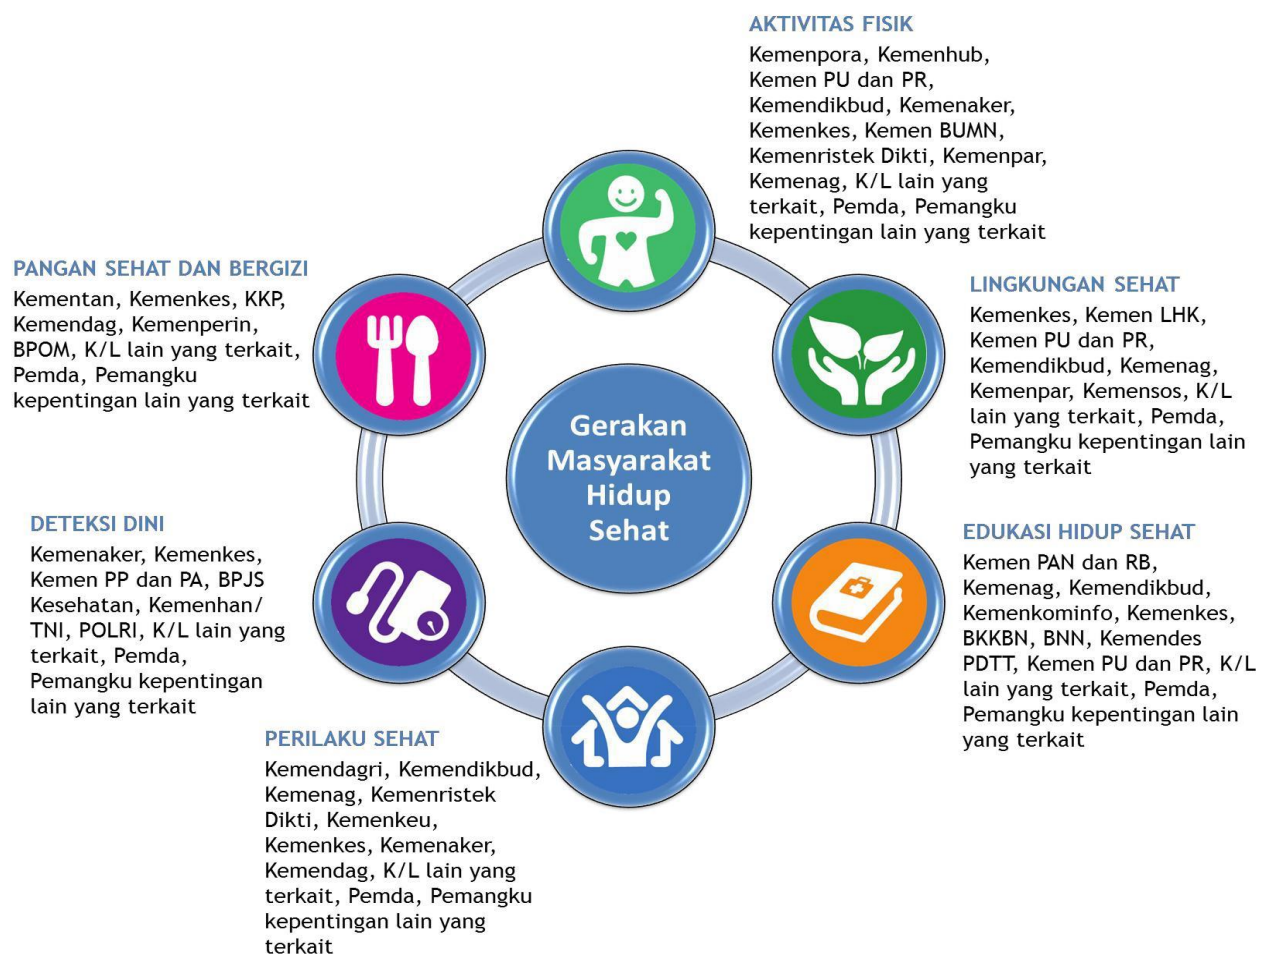 AKTIVITAS FISIK
Kemenpora, Kemenhub,
Kemen PU dan PR,
Kemendikbud, Kemenaker,
Kemenkes, Kemen BUMN,
Kemenristek Dikti, Kemenpar,
Kemenag, K/L lain yang
terkait, Pemda, Pemangku
kepentingan lain yang terkait
PANGAN SEHAT DAN BERGIZI
Kementan, Kemenkes, KKP,
Kemendag, Kemenperin,
BPOM, K/L lain yang terkait,
Pemda, Pemangku
kepentingan lain yang terkait
LINGKUNGAN SEHAT
Kemenkes, Kemen LHK,
Kemen PU dan PR,
Kemendikbud, Kemenag,
Kemenpar, Kemensos, K/L
lain yang terkait, Pemda,
Pemangku kepentingan lain
yang terkait
Gerakan
Masyarakat
Hidup
Sehat
DETEKSI DINI
Kemenaker, Kemenkes,
Kemen PP dan PA, BPJS
Kesehatan, Kemenhan/
TNI, POLRI, K/L lain yang
terkait, Pemda,
Pemangku kepentingan
lain yang terkait
EDUKASI HIDUP SEHAT
Kemen PAN dan RB,
Kemenag, Kemendikbud,
Kemenkominfo, Kemenkes,
BKKBN, BNN, Kemendes
PDTT, Kemen PU dan PR, K/L
lain yang terkait, Pemda,
Pemangku kepentingan lain
yang terkait
PERILAKU SEHAT
Kemendagri, Kemendikbud,
Kemenag, Kemenristek
Dikti, Kemenkeu,
Kemenkes, Kemenaker,
Kemendag, K/L lain yang
terkait, Pemda, Pemangku
kepentingan lain yang
terkait